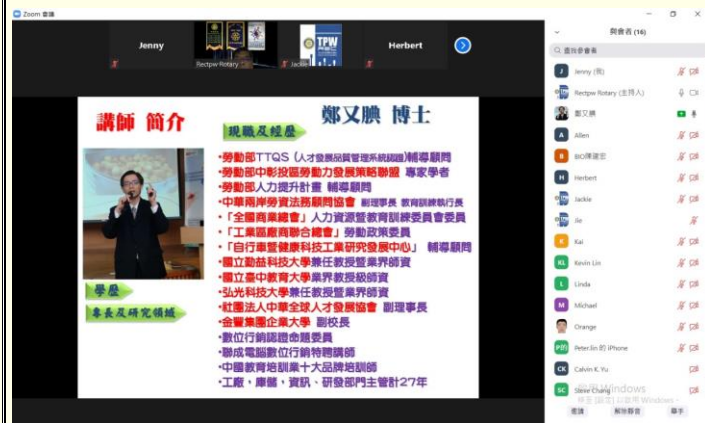 Zoom 會議
Jenny
Rectpw Rotary
TPW
Jackie
Herbert
講師 簡介
鄭又腆 博士
現職及經歷
•勞動部TTQS (人才發展品質管理系統認證)輔導顧問
•勞動部中彰投區勞動力發展策略聯盟 專家學者
•勞動部人力提升計畫 輔導顧問
•中華兩岸勞資法務顧問協會 副理事長 教育訓練執行長
•「全國商業總會」人力資源暨教育訓練委員會委員
•「工業區廠商聯合總會」勞動政策委員
•「自行車暨健康科技工業研究發展中心」 輔導顧問
•國立勤益科技大學兼任教授暨業界師資
•國立臺中教育大學業界教授級師資
•弘光科技大學兼任教授暨業界師資
•社團法人中華全球人才發展協會 副理事長
•金豐集團企業大學 副校長
•數位行銷認證命題委員
•聯成電腦數位行銷特聘講師
•中國教育培訓業十大品牌培訓師
•工廠，庫儲，資訊、研發部門主管計27年
學歷
專長及研究領域
與會者 (16)
查找參會者
J Jenny (我)
Rectpw Rotary (主持人)
鄭又腆
A Allen
B BO陳建忠
H Herbert
Jackie
Jie
K Kai
KL Kevin Lin
L Linda
M Michael
Orange
P的 Peter.lin 的 iPhone
CK Calvin K. Yu
SC Steve Chang
啟用 Windows
移至 [設定] 以啟用 Windows。
邀請
解除靜音
舉手